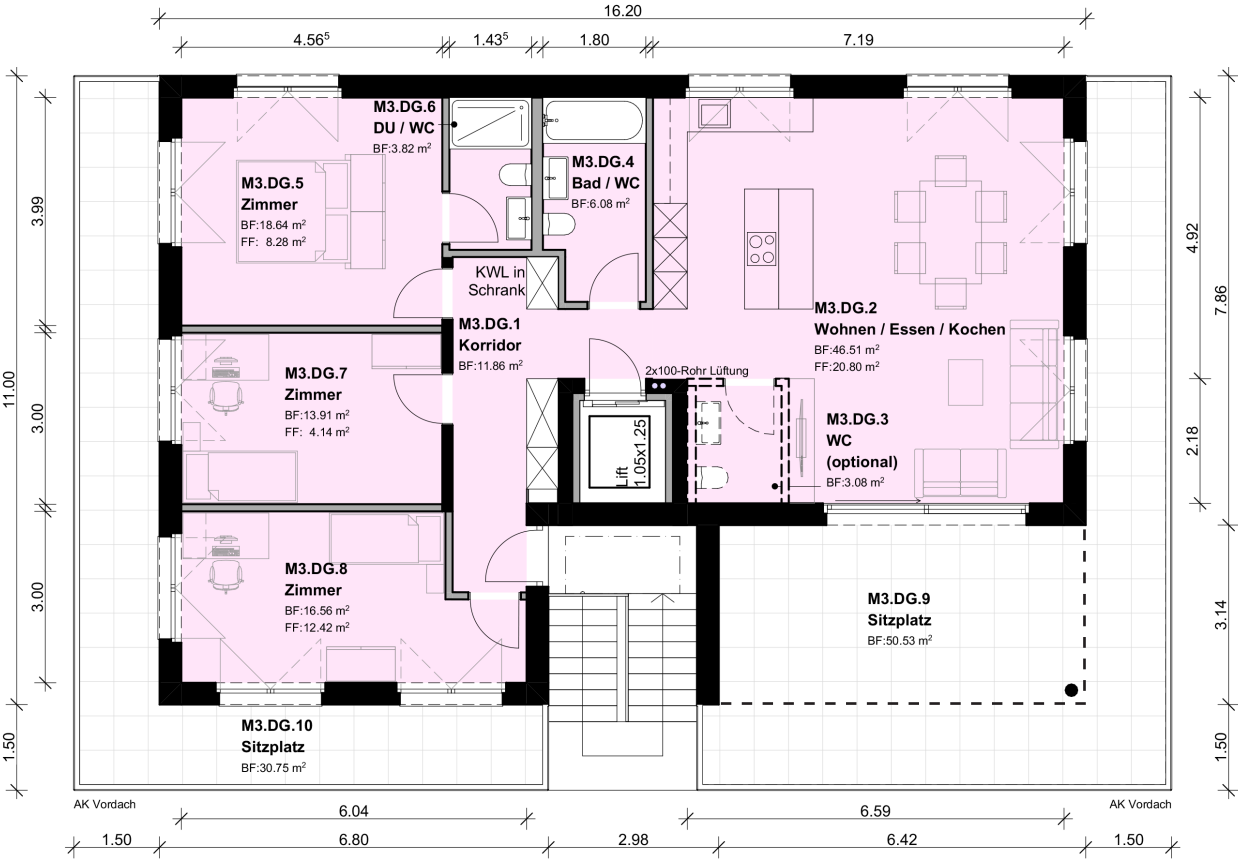 16.20
4.56⁵
1.43⁵
1.80
7.19
M3.DG.6
DU / WC
BF:3.82 m²
M3.DG.5
Zimmer
BF:18.64 m²
FF: 8.28 m²
M3.DG.4
Bad / WC
BF:6.08 m²
KWL in
Schrank
M3.DG.1
Korridor
BF:11.86 m²
M3.DG.2
Wohnen / Essen / Kochen
BF:46.51 m²
FF:20.80 m²
2x100-Rohr Lüftung
M3.DG.7
Zimmer
BF:13.91 m²
FF: 4.14 m²
Lift
1.05x1.25
M3.DG.3
WC
(optional)
BF:3.08 m²
M3.DG.8
Zimmer
BF:16.56 m²
FF:12.42 m²
M3.DG.9
Sitzplatz
BF:50.53 m²
M3.DG.10
Sitzplatz
BF:30.75 m²
11.00
1.50
3.99
3.00
3.00
4.92
2.18
7.86
3.14
1.50
AK Vordach
AK Vordach
6.04
6.59
1.50
6.80
2.98
6.42
1.50